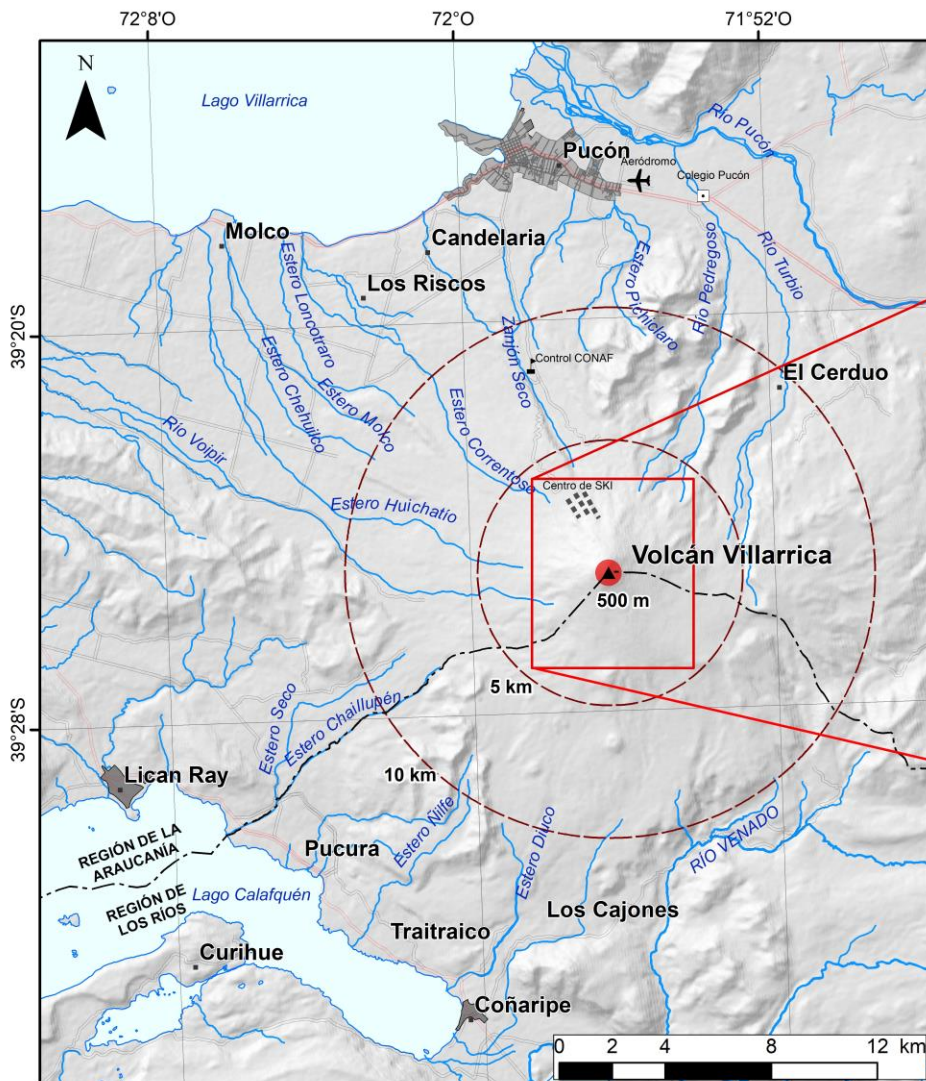 72°8'O
72°O
71°52'O
N
Lago Villarrica
Río Pucón
Pucón
Aeródromo
Colegio Pucón
Molco
Candelaria
Los Riscos
Estero Loncotraro
Estero Pichiclaro
Río Pedregoso
Río Turbio
39°20'S
Zanjón Seco
Control CONAF
El Cerduo
Estero Chehuilco
Estero Molco
Río Voipir
Estero Correntoso
Centro de SKI
Estero Huichatío
Volcán Villarrica
500 m
5 km
39°28'S
Estero Seco
Estero Chaillupén
10 km
Lican Ray
REGIÓN DE LA
ARAUCANÍA
REGIÓN DE
LOS RÍOS
Pucura
Estero Ñilfe
Estero Diuco
RÍO VENADO
Lago Calafquén
Traitraico
Los Cajones
Curihue
Coñaripe
0 2 4 8 12 km